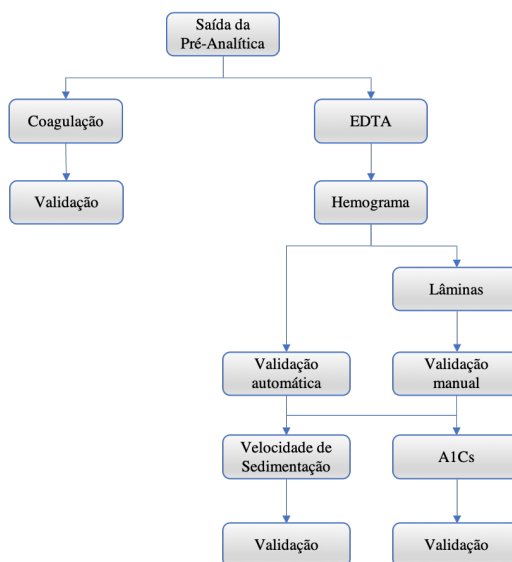 Saída da
Pré-Analítica
Coagulação
EDTA
Validação
Hemograma
Lâminas
Validação
automática
Validação
manual
Velocidade de
Sedimentação
A1Cs
Validação
Validação